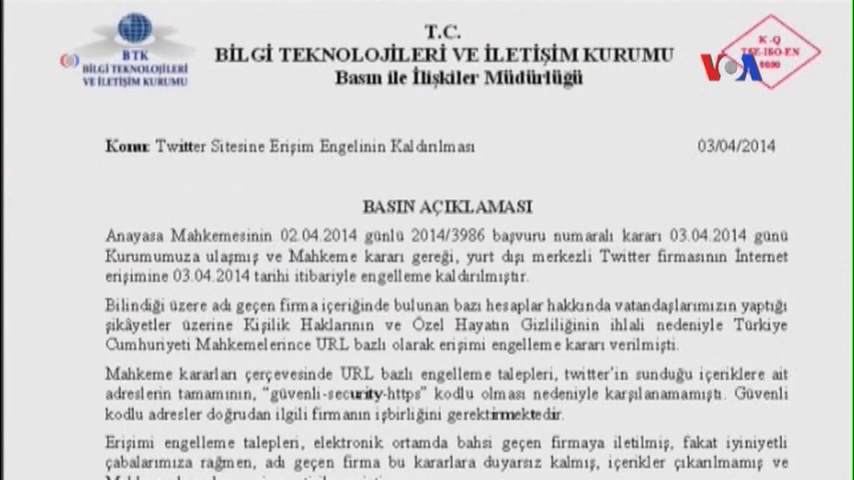 T.C.
BİLGİ TEKNOLOJİLERİ VE İLETİŞİM KURUMU
Basın ile İlişkiler Müdürlüğü
BTK
BİLGİ TEKNOLOJİLERİ
VE İLETİŞİM KURUMU
K-Q
TSE-ISO-EN
9000
VOA
Konu: Twitter Sitesine Erişim Engelinin Kaldırılması 03/04/2014
BASIN AÇIKLAMASI
Anayasa Mahkemesinin 02.04.2014 günlü 2014/3986 başvuru numaralı kararı 03.04.2014 günü
Kurumumuza ulaşmış ve Mahkeme kararı gereği, yurt dışı merkezli Twitter firmasının İnternet
erişimine 03.04.2014 tarihi itibariyle engelleme kaldırılmıştır.
Bilindiği üzere adı geçen firma içeriğinde bulunan bazı hesaplar hakkında vatandaşlarımızın yaptığı
şikâyetler üzerine Kişilik Haklarının ve Özel Hayatın Gizliliğinin ihlali nedeniyle Türkiye
Cumhuriyeti Mahkemelerince URL bazlı olarak erişimi engelleme kararı verilmişti.
Mahkeme kararları çerçevesinde URL bazlı engelleme talepleri, twitter'in sunduğu içeriklere ait
adreslerin tamamının, "güvenli-security-https" kodlu olması nedeniyle karşılanamamıştı. Güvenli
kodlu adresler doğrudan ilgili firmanın işbirliğini gerektirmektedir.
Erişimi engelleme talepleri, elektronik ortamda bahsi geçen firmaya iletilmiş, fakat iyiniyetli
çabalarımıza rağmen, adı geçen firma bu kararlara duyarsız kalmış, içerikler çıkarılmamış ve